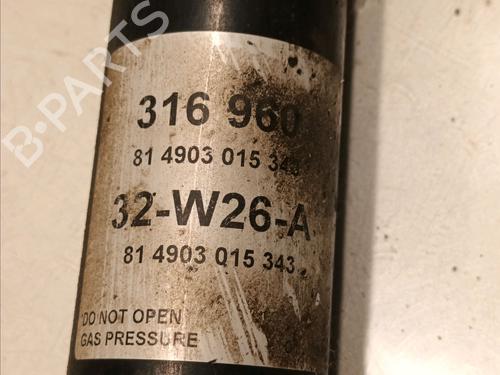 B-PARTS
316 960
81 4903 015 343
32-W26-A
81 4903 015 343
DO NOT OPEN
GAS PRESSURE